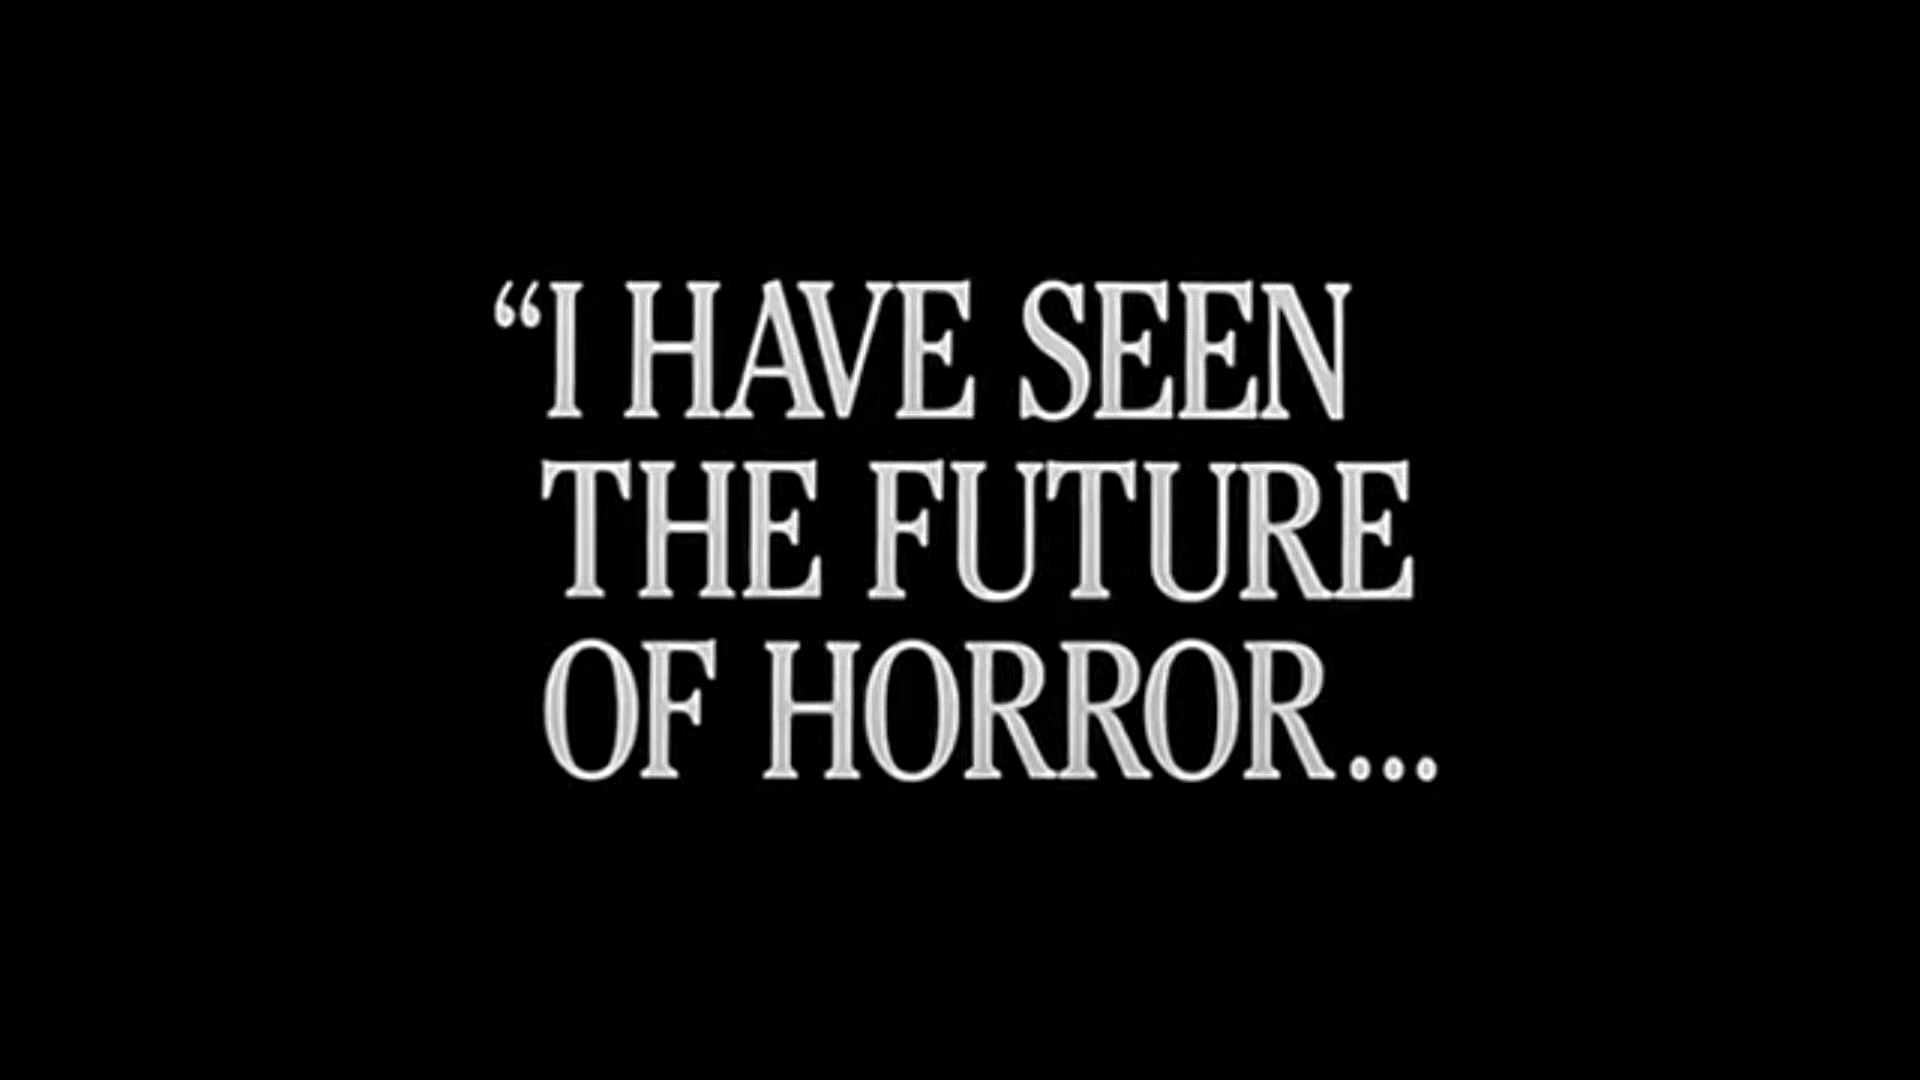 “I HAVE SEEN
THE FUTURE
OF HORROR...